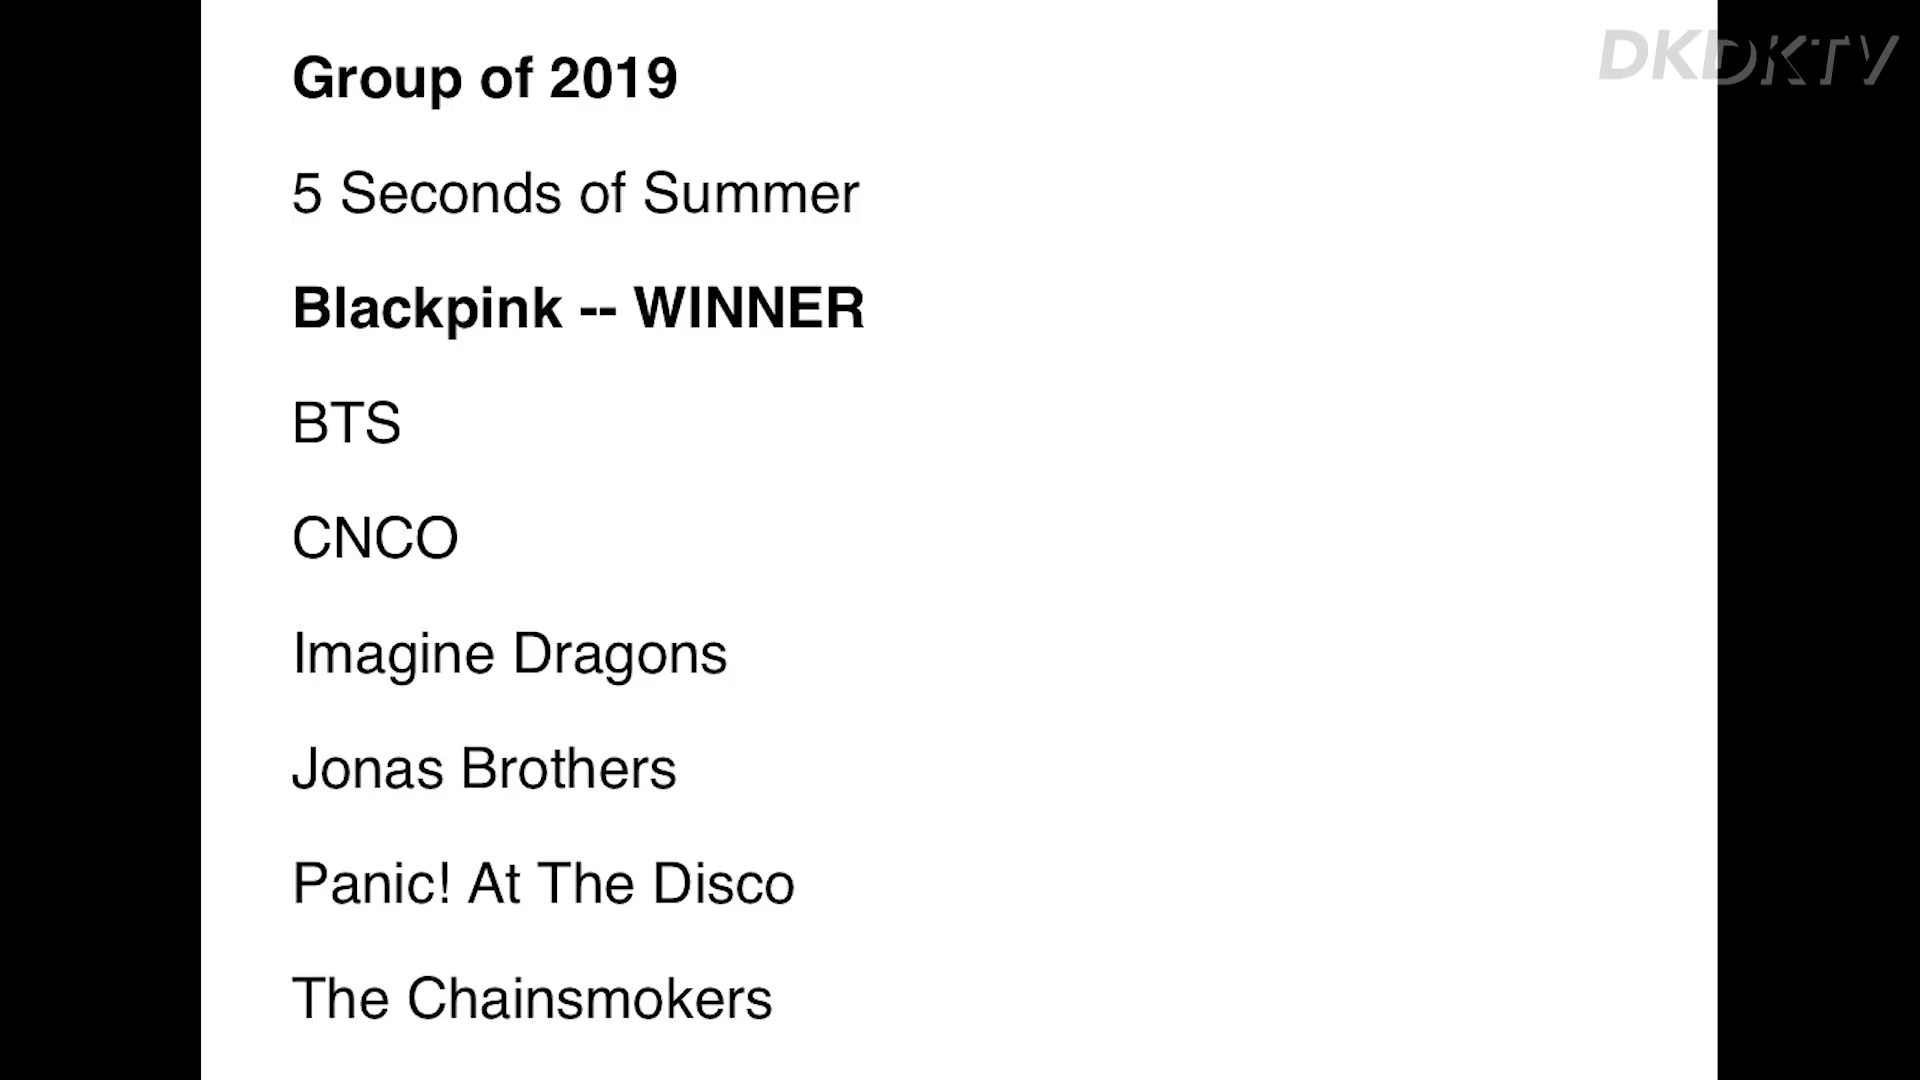 DKDKTV
Group of 2019
5 Seconds of Summer
Blackpink -- WINNER
BTS
CNCO
Imagine Dragons
Jonas Brothers
Panic! At The Disco
The Chainsmokers